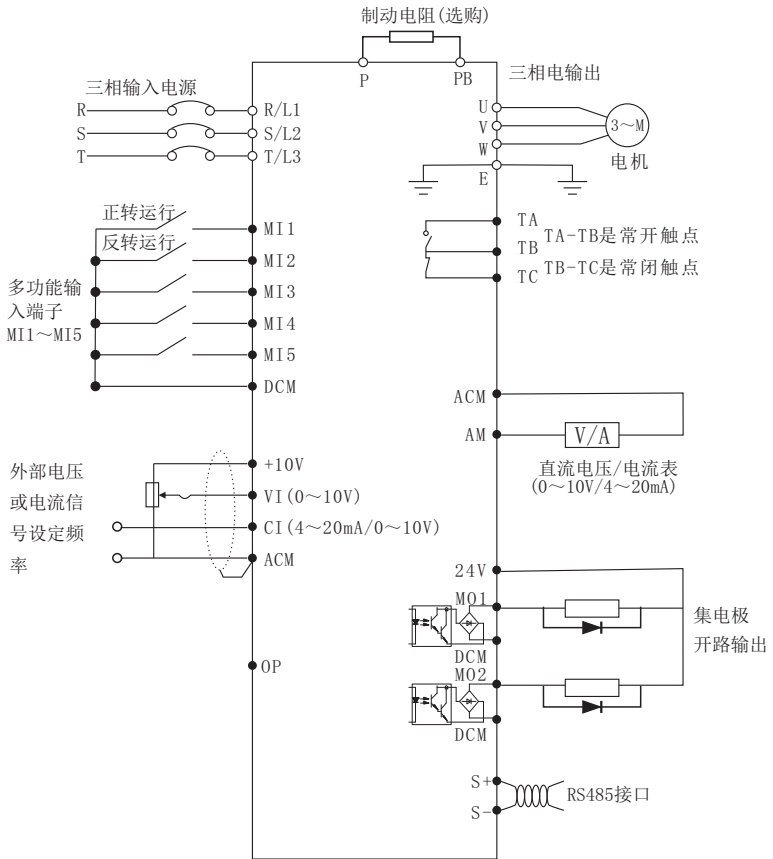 制动电阻(选购)
P
PB
三相输入电源
三相电输出
R
R/L1
S
S/L2
T
T/L3
U
V
W
3～M
电机
E
正转运行
MI1
反转运行
MI2
MI3
MI4
MI5
DCM
多功能输
入端子
MI1～MI5
TA
TA-TB是常开触点
TB
TB-TC是常闭触点
TC
ACM
AM
V/A
直流电压/电流表
(0～10V/4～20mA)
外部电压
或电流信
号设定频
率
+10V
VI(0～10V)
CI(4～20mA/0～10V)
ACM
OP
24V
MO1
DCM
MO2
DCM
集电极
开路输出
S+
S-
RS485接口